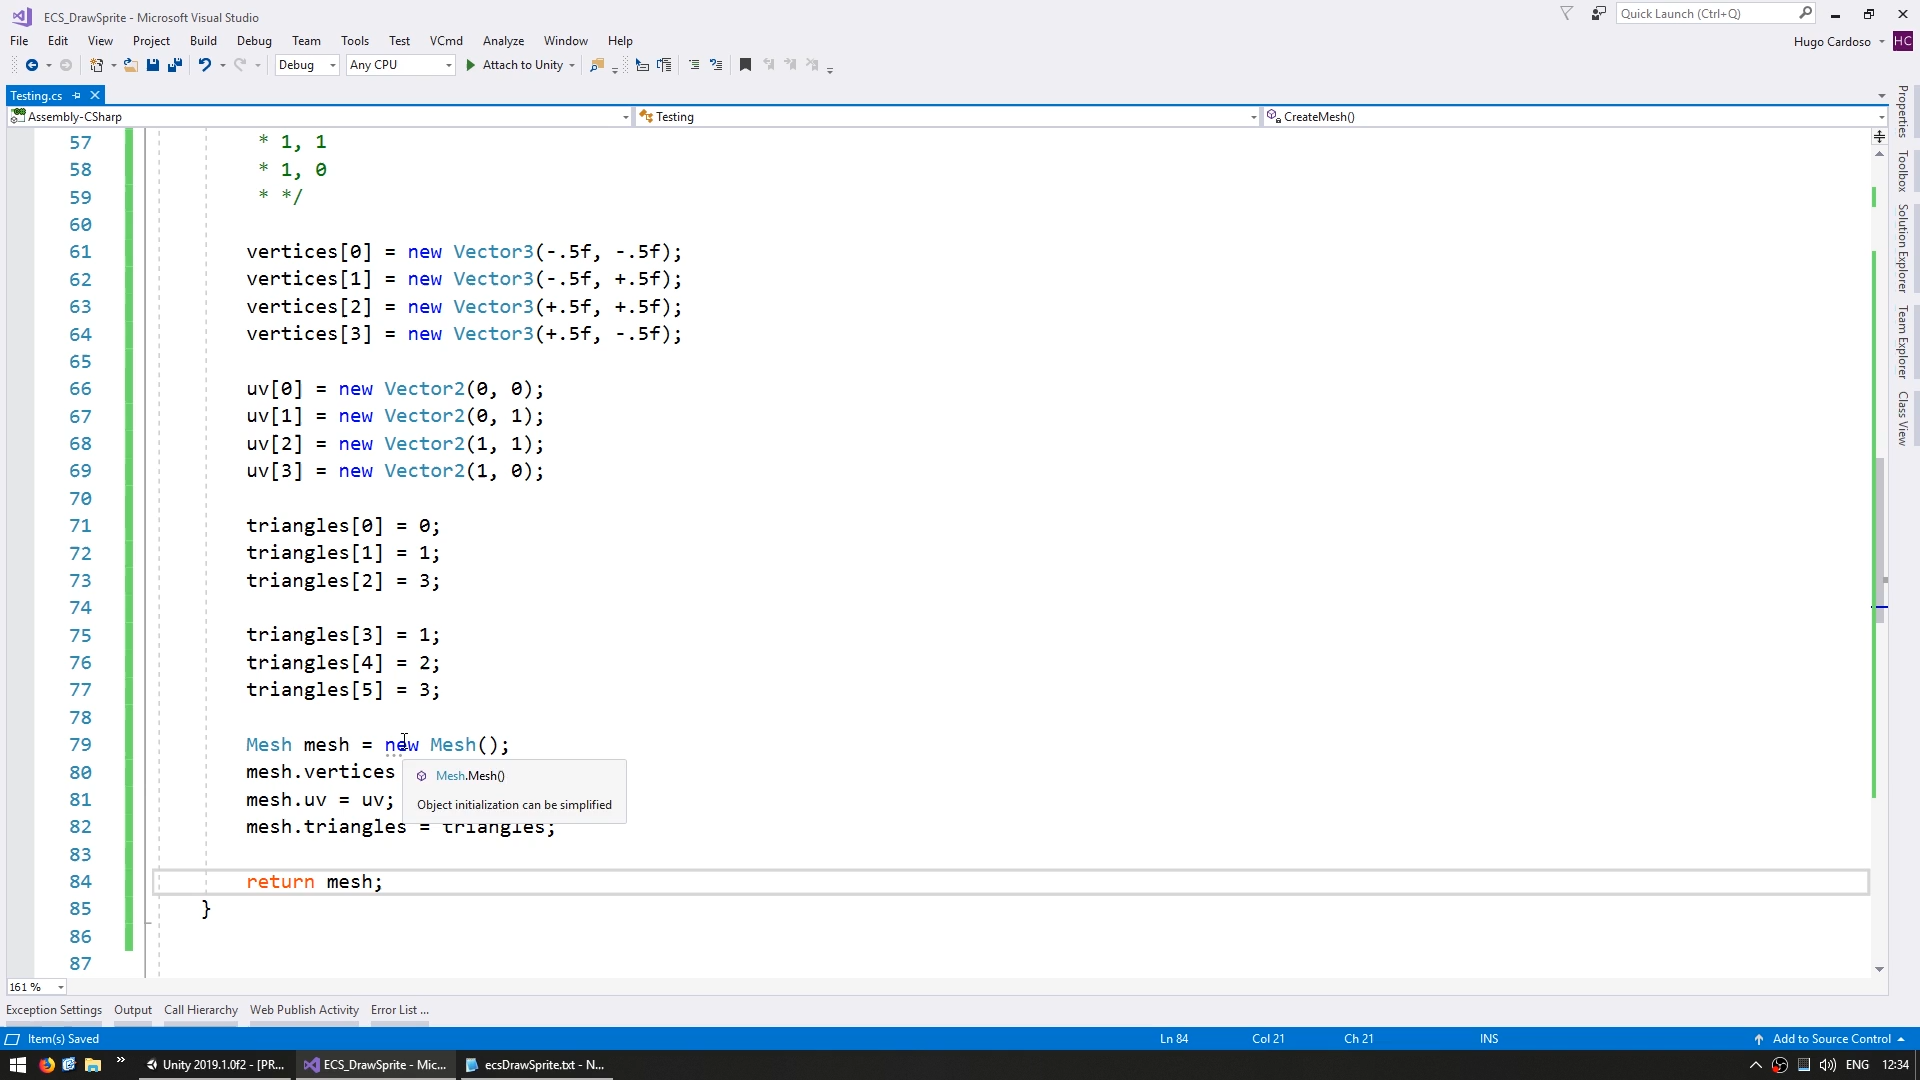 ECS_DrawSprite - Microsoft Visual Studio
Quick Launch (Ctrl+Q)
File Edit View Project Build Debug Team Tools Test VCmd Analyze Window Help
Hugo Cardoso HC
Debug Any CPU Attach to Unity
Testing.cs
Assembly-CSharp Testing CreateMesh()
57 * 1, 1
58 * 1, 0
59 * */
60
61 vertices[0] = new Vector3(-.5f, -.5f);
62 vertices[1] = new Vector3(-.5f, +.5f);
63 vertices[2] = new Vector3(+.5f, +.5f);
64 vertices[3] = new Vector3(+.5f, -.5f);
65
66 uv[0] = new Vector2(0, 0);
67 uv[1] = new Vector2(0, 1);
68 uv[2] = new Vector2(1, 1);
69 uv[3] = new Vector2(1, 0);
70
71 triangles[0] = 0;
72 triangles[1] = 1;
73 triangles[2] = 3;
74
75 triangles[3] = 1;
76 triangles[4] = 2;
77 triangles[5] = 3;
78
79 Mesh mesh = new Mesh();
80 mesh.vertices
Mesh.Mesh()
81 mesh.uv = uv;
Object initialization can be simplified
82 mesh.triangles = triangles;
83
84 return mesh;
85 }
86
87
Properties
Toolbox
Solution Explorer
Team Explorer
Class View
161 %
Exception Settings Output Call Hierarchy Web Publish Activity Error List ...
Item(s) Saved Ln 84 Col 21 Ch 21 INS Add to Source Control
Unity 2019.1.0f2 - [PR... ECS_DrawSprite - Mic... ecsDrawSprite.txt - N... ENG 12:34